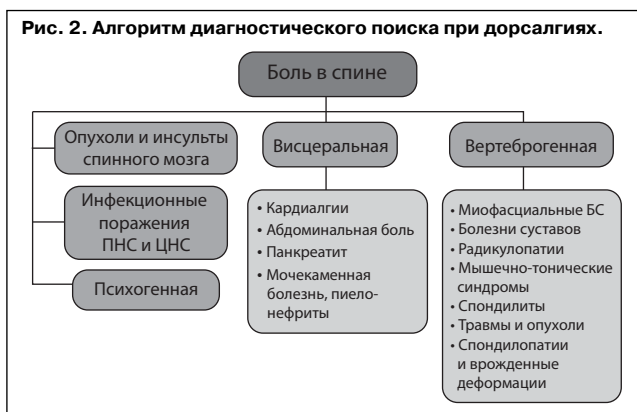 Рис. 2. Алгоритм диагностического поиска при дорсалгиях.
Боль в спине
Опухоли и инсульты
спинного мозга
Инфекционные
поражения
ПНС и ЦНС
Психогенная
Висцеральная
• Кардиалгии
• Абдоминальная боль
• Панкреатит
• Мочекаменная
болезнь, пиело-
нефриты
Вертеброгенная
• Миофасциальные БС
• Болезни суставов
• Радикулопатии
• Мышечно-тонические
синдромы
• Спондилиты
• Травмы и опухоли
• Спондилопатии
и врожденные
деформации